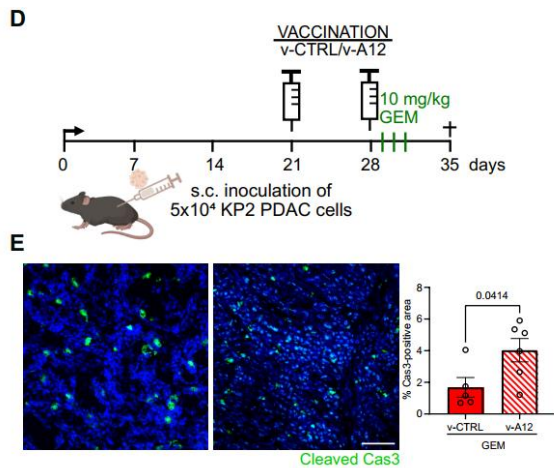 D
VACCINATION
v-CTRL/v-A12
10 mg/kg
GEM
0 7 14 21 28 35 days
s.c. inoculation of
5x10⁴ KP2 PDAC cells
E
% Cas3-positive area
8
6
4
2
0
0.0414
v-CTRL v-A12
GEM
Cleaved Cas3